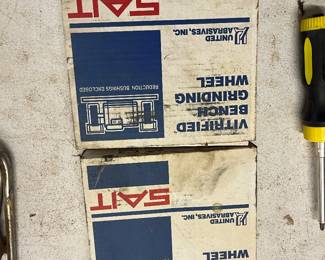 SAIT
UNITED
ABRASIVES, INC.
REDUCTION BUSHINGS ENCLOSED
VITRIFIED
BENCH
GRINDING
WHEEL
SAIT
UNITED
ABRASIVES, INC.
WHEEL